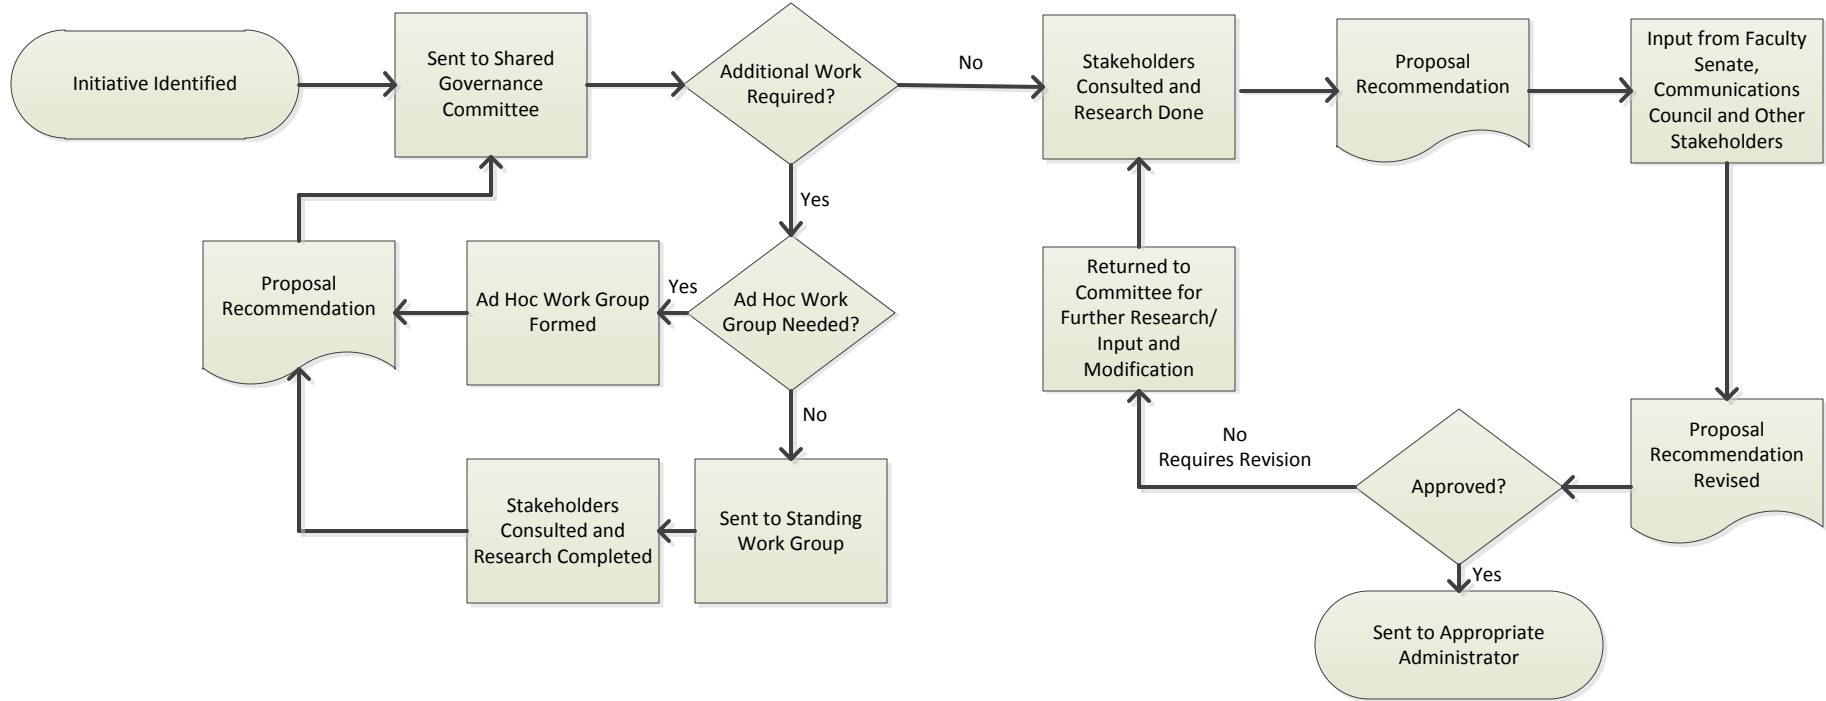 Initiative Identified
Sent to Shared
Governance
Committee
Additional Work
Required?
No
Stakeholders
Consulted and
Research Done
Proposal
Recommendation
Input from Faculty
Senate,
Communications
Council and Other
Stakeholders
Yes
Proposal
Recommendation
Ad Hoc Work Group
Formed
Yes
Ad Hoc Work
Group Needed?
Returned to
Committee for
Further Research/
Input and
Modification
No
No
Requires Revision
Approved?
Proposal
Recommendation
Revised
Stakeholders
Consulted and
Research Completed
Sent to Standing
Work Group
Yes
Sent to Appropriate
Administrator